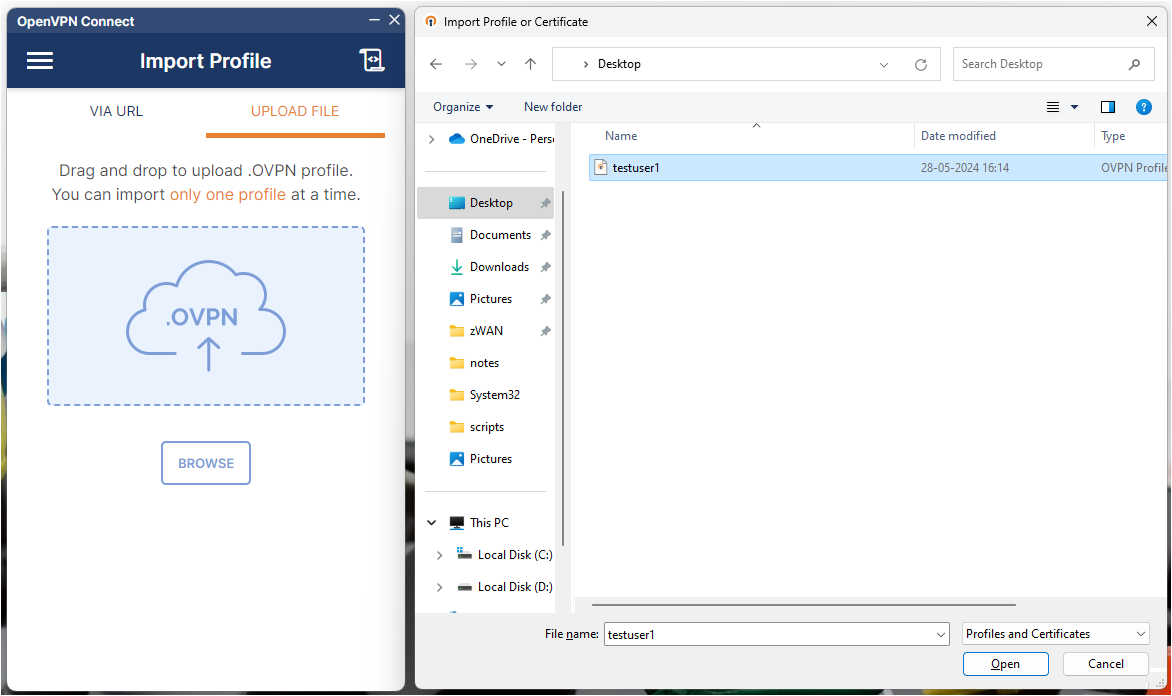 OpenVPN Connect
Import Profile
VIA URL
UPLOAD FILE
Drag and drop to upload .OVPN profile.
You can import only one profile at a time.
.OVPN
BROWSE
Import Profile or Certificate
Desktop
Search Desktop
Organize
New folder
?
OneDrive - Pers
Desktop
Documents
Downloads
Pictures
zWAN
notes
System32
scripts
Pictures
This PC
Local Disk (C:)
Local Disk (D:)
Name
Date modified
Type
testuser1
28-05-2024 16:14
OVPN Profile
File name:
testuser1
Profiles and Certificates
Open
Cancel